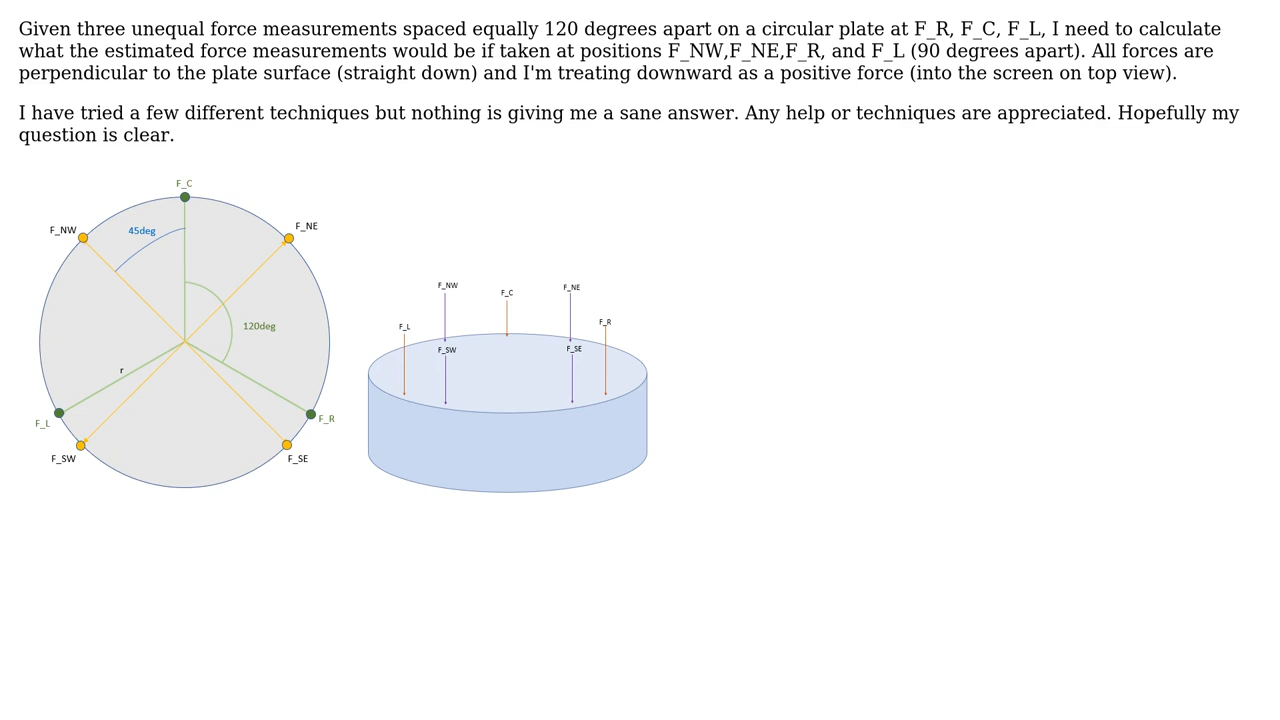 Given three unequal force measurements spaced equally 120 degrees apart on a circular plate at F_R, F_C, F_L, I need to calculate
what the estimated force measurements would be if taken at positions F_NW,F_NE,F_R, and F_L (90 degrees apart). All forces are
perpendicular to the plate surface (straight down) and I'm treating downward as a positive force (into the screen on top view).
I have tried a few different techniques but nothing is giving me a sane answer. Any help or techniques are appreciated. Hopefully my
question is clear.
F_C
F_NW
45deg
F_NE
120deg
r
F_L
F_R
F_SW
F_SE
F_NW
F_C
F_NE
F_L
F_R
F_SW
F_SE